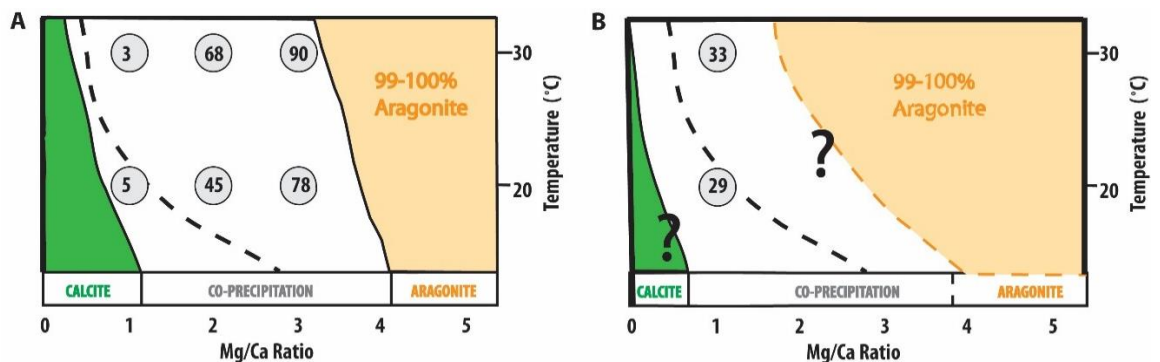 A
3 68 90
30
99-100%
Aragonite
5 45 78
20
Temperature (°C)
?
CALCITE CO-PRECIPITATION ARAGONITE
0 1 2 3 4 5
Mg/Ca Ratio
B
33
30
99-100%
Aragonite
?
29
20
Temperature (°C)
?
CALCITE CO-PRECIPITATION ARAGONITE
0 1 2 3 4 5
Mg/Ca Ratio